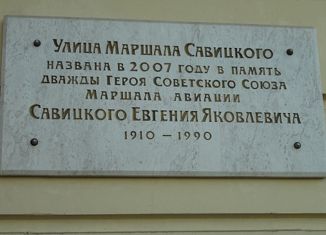 Улица Маршала Савицкого
названа в 2007 году в память
дважды Героя Советского Союза
Маршала авиации
Савицкого Евгения Яковлевича
1910 – 1990